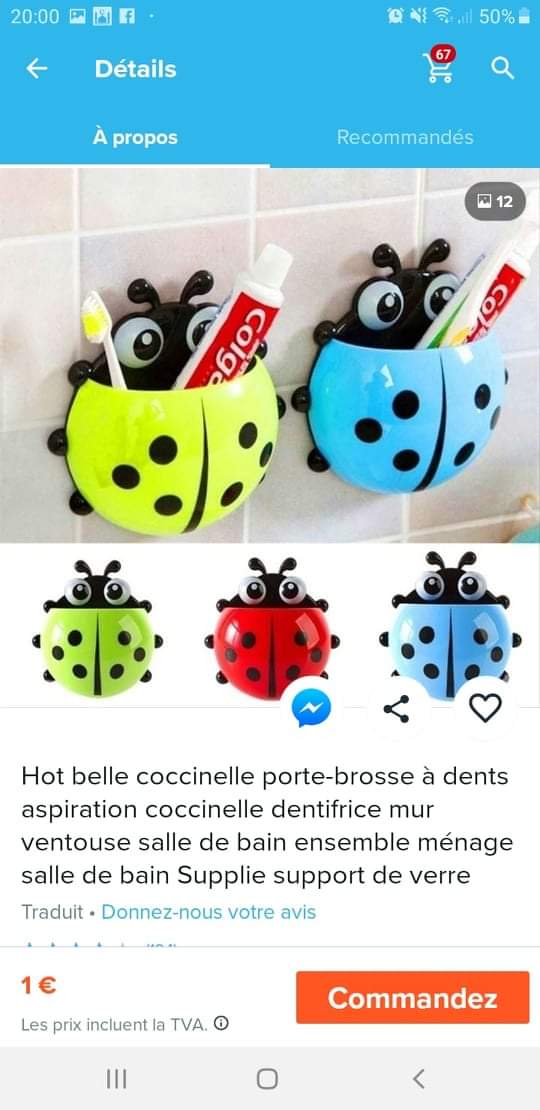 20:00
50%
Détails
67
À propos
Recommandés
12
Colga
Colg
Hot belle coccinelle porte-brosse à dents
aspiration coccinelle dentifrice mur
ventouse salle de bain ensemble ménage
salle de bain Supplie support de verre
Traduit • Donnez-nous votre avis
1 €
Commandez
Les prix incluent la TVA.